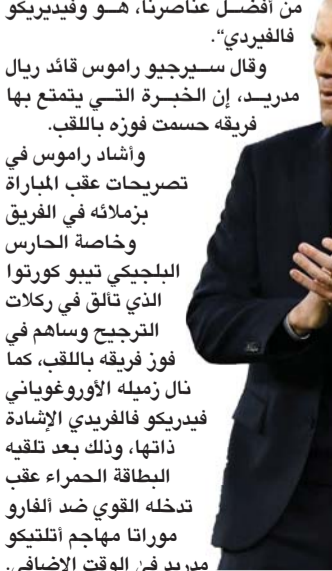 من أفضل عناصرنا، هو وفيديريكو
فالفيردي".
وقال سيرجيو راموس قائد ريال
مدريد، إن الخبرة التي يتمتع بها
فريقه حسمت فوزه باللقب.
وأشاد راموس في
تصريحات عقب المباراة
بزملائه في الفريق
وخاصة الحارس
البلجيكي تيبو كورتوا
الذي تألق في ركلات
الترجيح وساهم في
فوز فريقه باللقب، كما
نال زميله الأوروغوياني
فيدريكو فالفريدي الإشادة
ذاتها، وذلك بعد تلقيه
البطاقة الحمراء عقب
تدخله القوي ضد ألفارو
موراتا مهاجم أتلتيكو
مدريد في الوقت الإضافي.